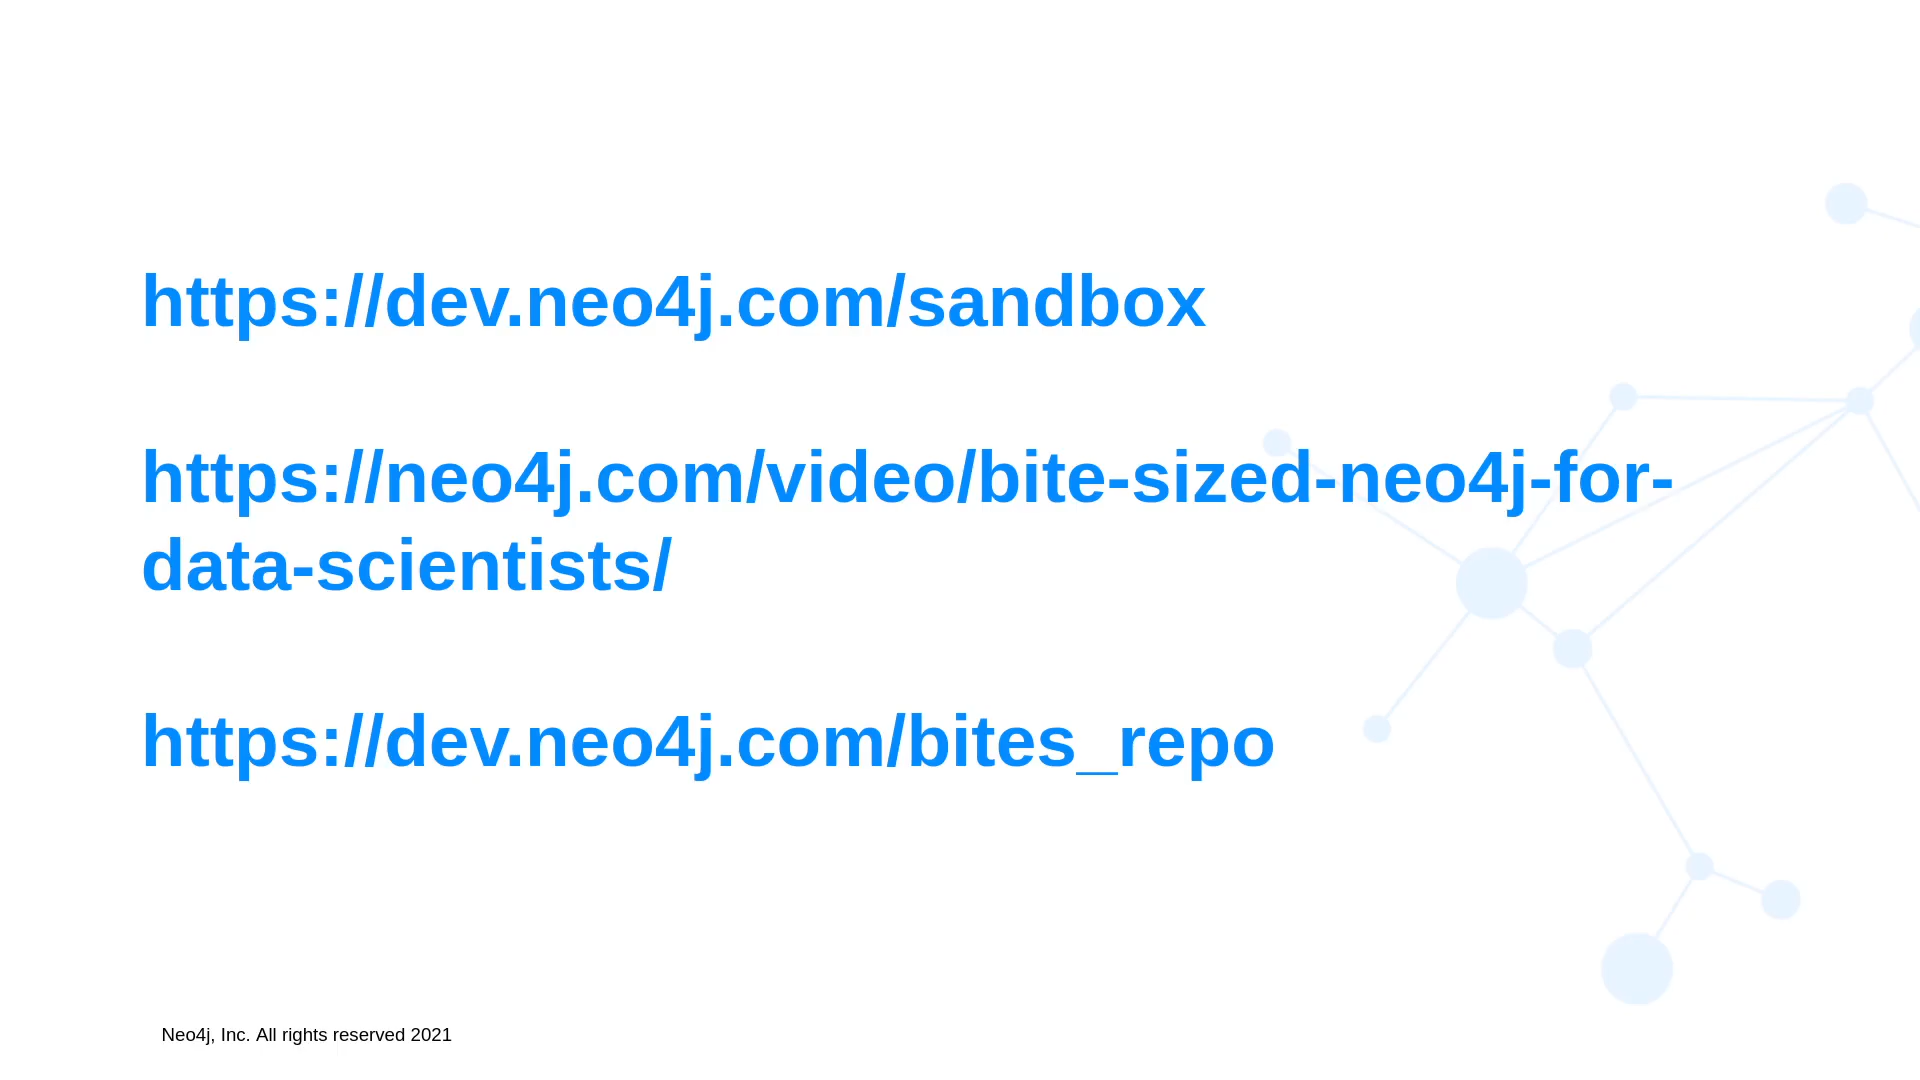 https://dev.neo4j.com/sandbox
https://neo4j.com/video/bite-sized-neo4j-for-
data-scientists/
https://dev.neo4j.com/bites_repo
Neo4j, Inc. All rights reserved 2021